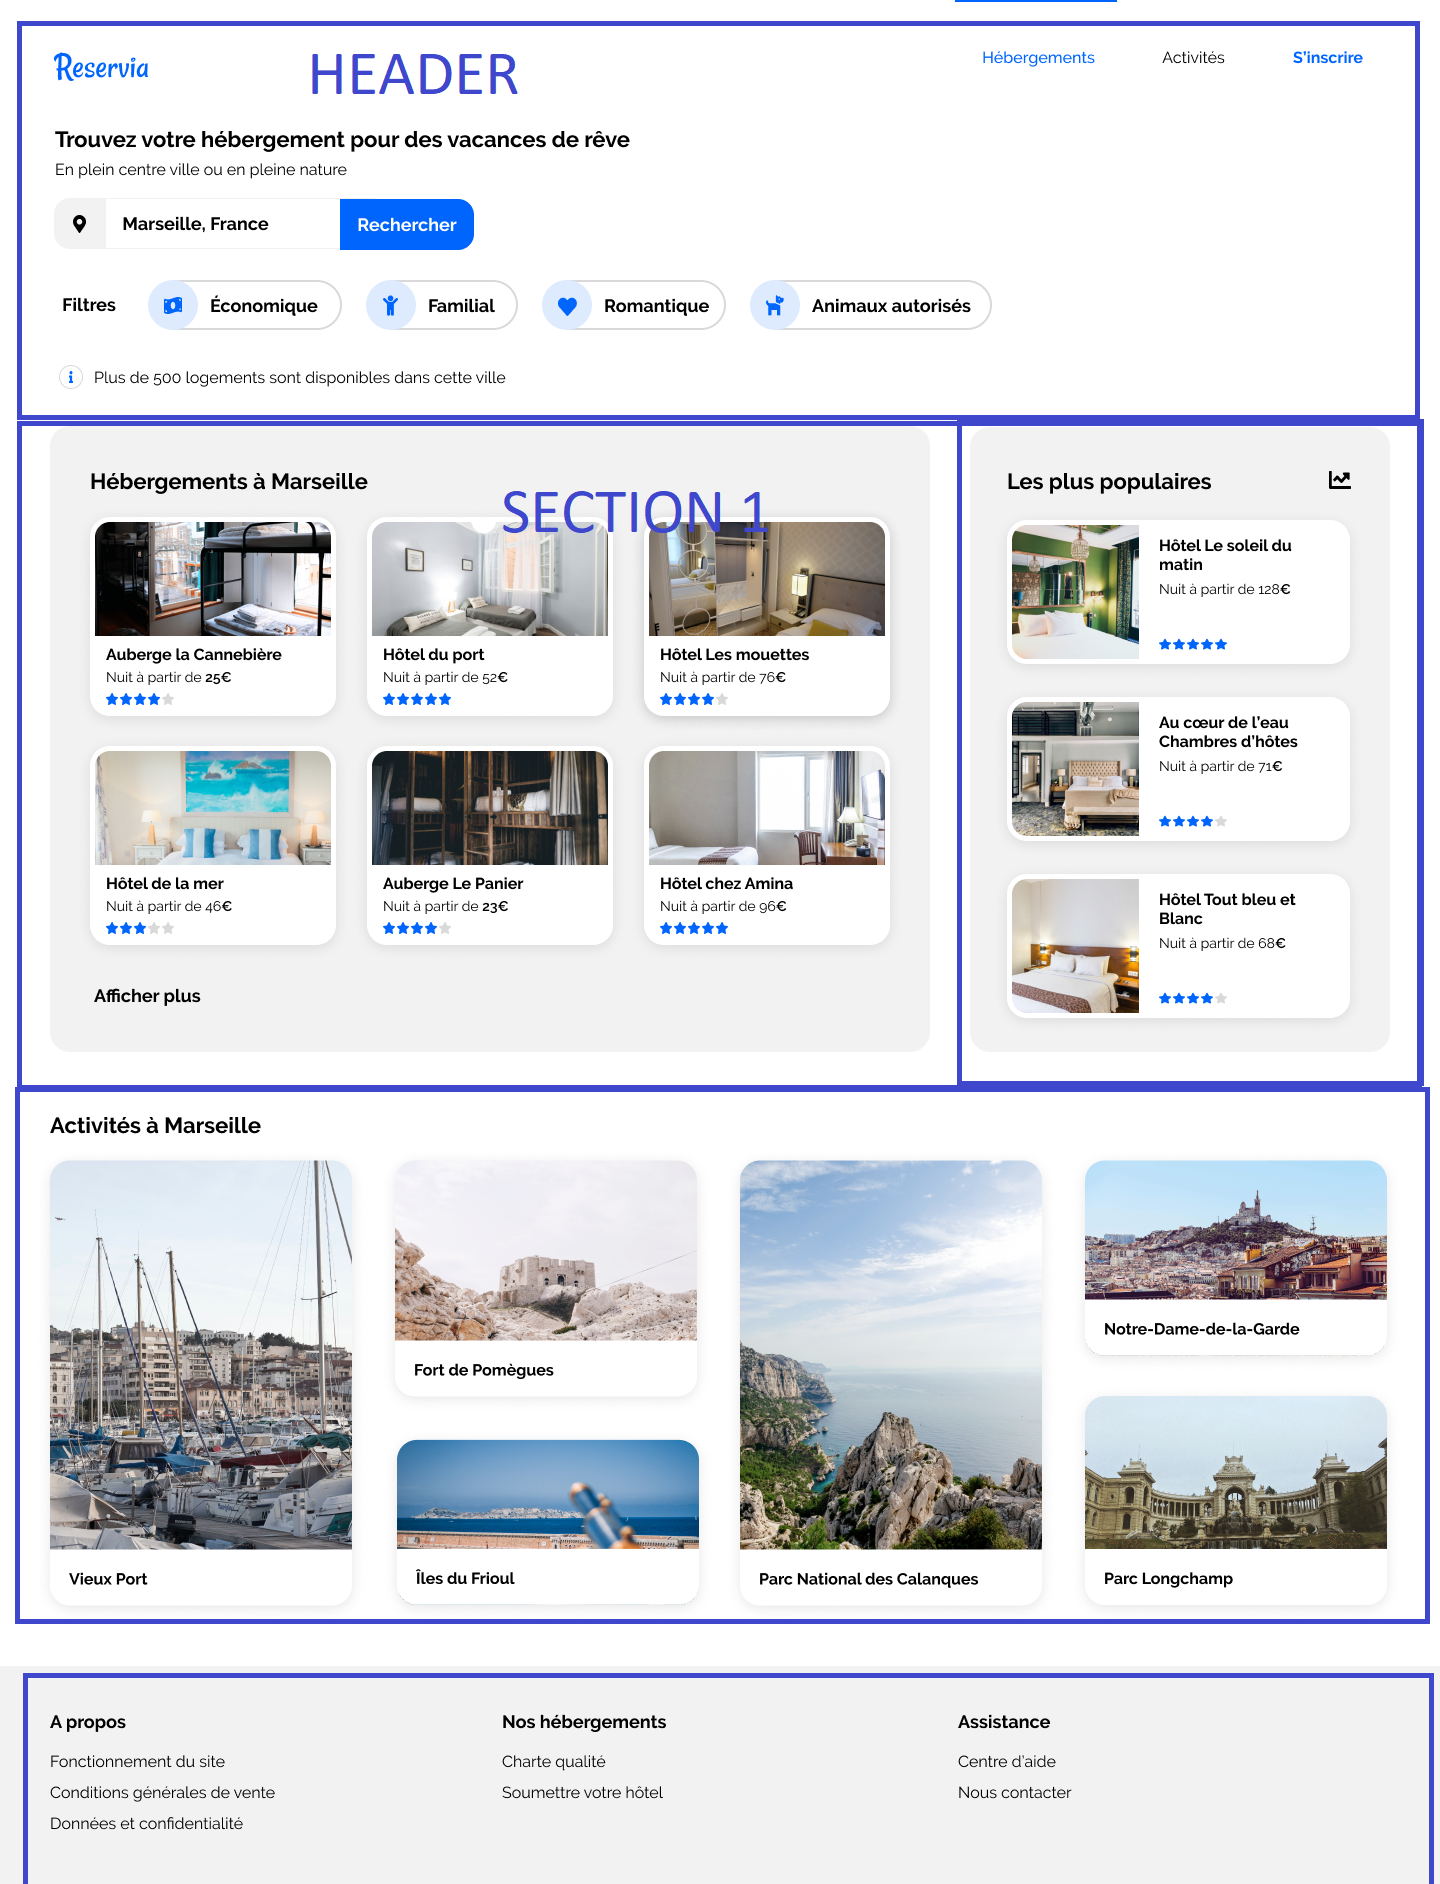 Reservia
HEADER
Hébergements
Activités
S'inscrire
Trouvez votre hébergement pour des vacances de rêve
En plein centre ville ou en pleine nature
Marseille, France
Rechercher
Filtres
Économique
Familial
Romantique
Animaux autorisés
Plus de 500 logements sont disponibles dans cette ville
Hébergements à Marseille
SECTION 1
Auberge la Cannebière
Nuit à partir de 25€
Hôtel du port
Nuit à partir de 52€
Hôtel Les mouettes
Nuit à partir de 76€
Hôtel de la mer
Nuit à partir de 46€
Auberge Le Panier
Nuit à partir de 23€
Hôtel chez Amina
Nuit à partir de 96€
Afficher plus
Les plus populaires
Hôtel Le soleil du
matin
Nuit à partir de 128€
Au cœur de l'eau
Chambres d'hôtes
Nuit à partir de 71€
Hôtel Tout bleu et
Blanc
Nuit à partir de 68€
Activités à Marseille
Vieux Port
Fort de Pomègues
Îles du Frioul
Parc National des Calanques
Notre-Dame-de-la-Garde
Parc Longchamp
A propos
Fonctionnement du site
Conditions générales de vente
Données et confidentialité
Nos hébergements
Charte qualité
Soumettre votre hôtel
Assistance
Centre d'aide
Nous contacter